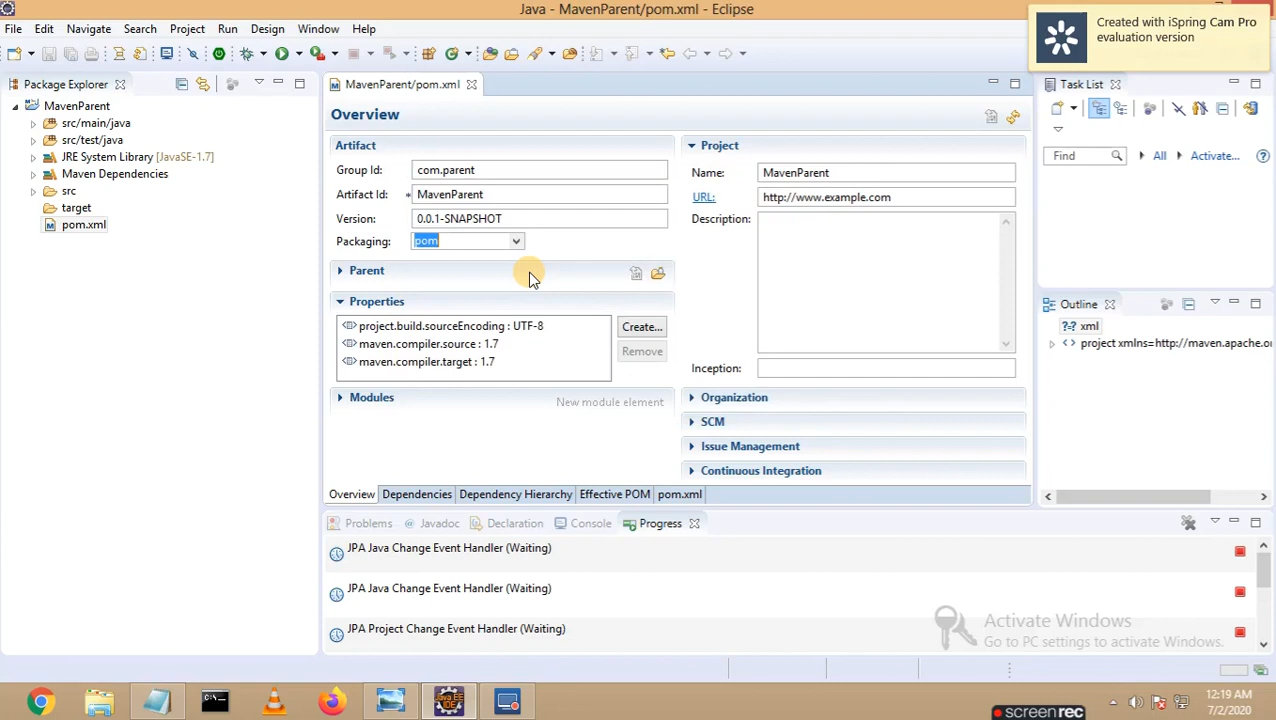 Java - MavenParent/pom.xml - Eclipse
Created with iSpring Cam Pro
evaluation version
File Edit Navigate Search Project Run Design Window Help
Package Explorer
MavenParent
src/main/java
src/test/java
JRE System Library [JavaSE-1.7]
Maven Dependencies
src
target
pom.xml
MavenParent/pom.xml
Overview
Artifact
Group Id: com.parent
Artifact Id: * MavenParent
Version: 0.0.1-SNAPSHOT
Packaging: pom
Parent
Properties
project.build.sourceEncoding : UTF-8
maven.compiler.source : 1.7
maven.compiler.target : 1.7
Create...
Remove
Modules New module element
Project
Name: MavenParent
URL: http://www.example.com
Description:
Inception:
Organization
SCM
Issue Management
Continuous Integration
Overview Dependencies Dependency Hierarchy Effective POM pom.xml
Task List
Find All Activate...
Outline
xml
project xmlns=http://maven.apache.or
Problems Javadoc Declaration Console Progress
JPA Java Change Event Handler (Waiting)
JPA Java Change Event Handler (Waiting)
JPA Project Change Event Handler (Waiting)
Activate Windows
Go to PC settings to activate Windows.
Java EE
IDE
12:19 AM
7/2/2020
screenrec